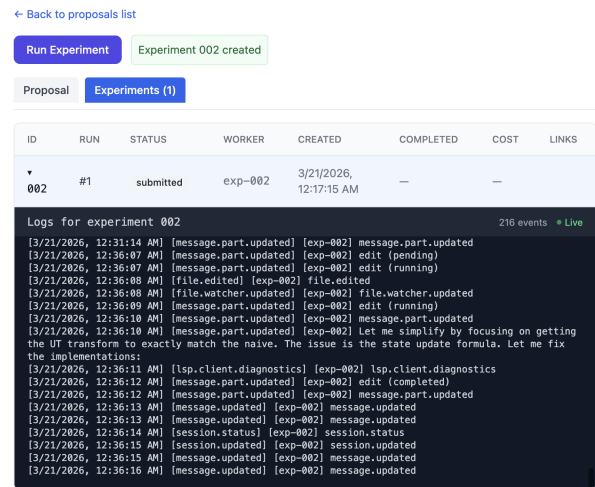 ← Back to proposals list
Run Experiment
Experiment 002 created
Proposal
Experiments (1)
ID RUN STATUS WORKER CREATED COMPLETED COST LINKS
▼
002 #1 submitted exp-002 3/21/2026, 12:17:15 AM — —
Logs for experiment 002 216 events ● Live
[3/21/2026, 12:31:14 AM] [message.part.updated] [exp-002] message.part.updated
[3/21/2026, 12:36:07 AM] [message.part.updated] [exp-002] edit (pending)
[3/21/2026, 12:36:07 AM] [message.part.updated] [exp-002] edit (running)
[3/21/2026, 12:36:08 AM] [file.edited] [exp-002] file.edited
[3/21/2026, 12:36:08 AM] [file.watcher.updated] [exp-002] file.watcher.updated
[3/21/2026, 12:36:09 AM] [message.part.updated] [exp-002] edit (running)
[3/21/2026, 12:36:10 AM] [message.part.updated] [exp-002] message.part.updated
[3/21/2026, 12:36:10 AM] [message.part.updated] [exp-002] Let me simplify by focusing on getting
the UT transform to exactly match the naive. The issue is the state update formula. Let me fix
the implementations:
[3/21/2026, 12:36:11 AM] [lsp.client.diagnostics] [exp-002] lsp.client.diagnostics
[3/21/2026, 12:36:12 AM] [message.part.updated] [exp-002] edit (completed)
[3/21/2026, 12:36:12 AM] [message.part.updated] [exp-002] message.part.updated
[3/21/2026, 12:36:13 AM] [message.updated] [exp-002] message.updated
[3/21/2026, 12:36:13 AM] [message.updated] [exp-002] message.updated
[3/21/2026, 12:36:14 AM] [session.status] [exp-002] session.status
[3/21/2026, 12:36:15 AM] [session.updated] [exp-002] session.updated
[3/21/2026, 12:36:15 AM] [message.updated] [exp-002] message.updated
[3/21/2026, 12:36:16 AM] [message.updated] [exp-002] message.updated